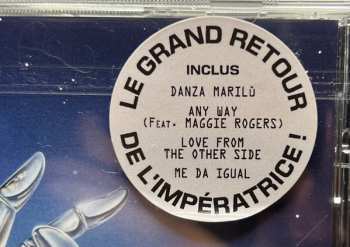 LE GRAND RETOUR
INCLUS
DANZA MARILÙ
ANY WAY
(FEAT. MAGGIE ROGERS)
LOVE FROM
THE OTHER SIDE
ME DA IGUAL
DE L'IMPÉRATRICE !